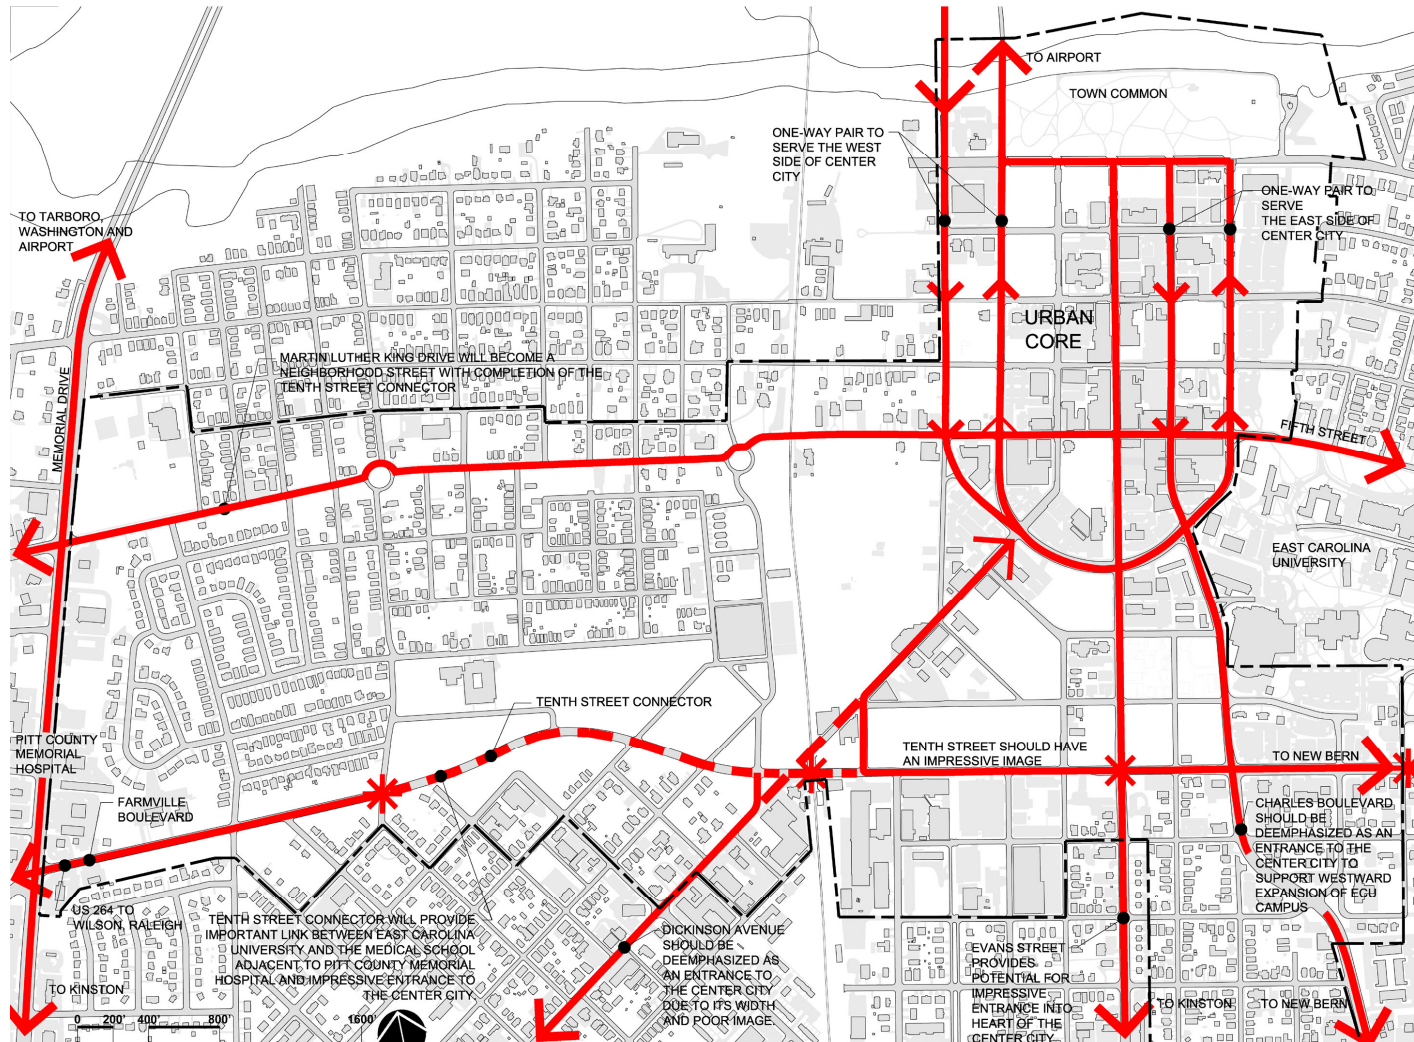 TO AIRPORT
TOWN COMMON
ONE-WAY PAIR TO
SERVE THE WEST
SIDE OF CENTER
CITY
ONE-WAY PAIR TO
SERVE
THE EAST SIDE OF
CENTER CITY
TO TARBORO,
WASHINGTON AND
AIRPORT
URBAN
CORE
MARTIN LUTHER KING DRIVE WILL BECOME A
NEIGHBORHOOD STREET WITH COMPLETION OF THE
TENTH STREET CONNECTOR
MEMORIAL DRIVE
FIFTH STREET
EAST CAROLINA
UNIVERSITY
TENTH STREET CONNECTOR
PITT COUNTY
MEMORIAL
HOSPITAL
TENTH STREET SHOULD HAVE
AN IMPRESSIVE IMAGE
TO NEW BERN
FARMVILLE
BOULEVARD
CHARLES BOULEVARD
SHOULD BE
DEEMPHASIZED AS AN
ENTRANCE TO THE
CENTER CITY TO
SUPPORT WESTWARD
EXPANSION OF ECU
CAMPUS
US 264 TO
WILSON, RALEIGH
TENTH STREET CONNECTOR WILL PROVIDE
IMPORTANT LINK BETWEEN EAST CAROLINA
UNIVERSITY AND THE MEDICAL SCHOOL
ADJACENT TO PITT COUNTY MEMORIAL
HOSPITAL AND IMPRESSIVE ENTRANCE TO
THE CENTER CITY.
DICKINSON AVENUE
SHOULD BE
DEEMPHASIZED AS
AN ENTRANCE TO
THE CENTER CITY
DUE TO ITS WIDTH
AND POOR IMAGE.
EVANS STREET
PROVIDES
POTENTIAL FOR
IMPRESSIVE
ENTRANCE INTO
HEART OF THE
CENTER CITY
TO KINSTON
TO KINSTON
TO NEW BERN
0 200' 400' 800' 1600'